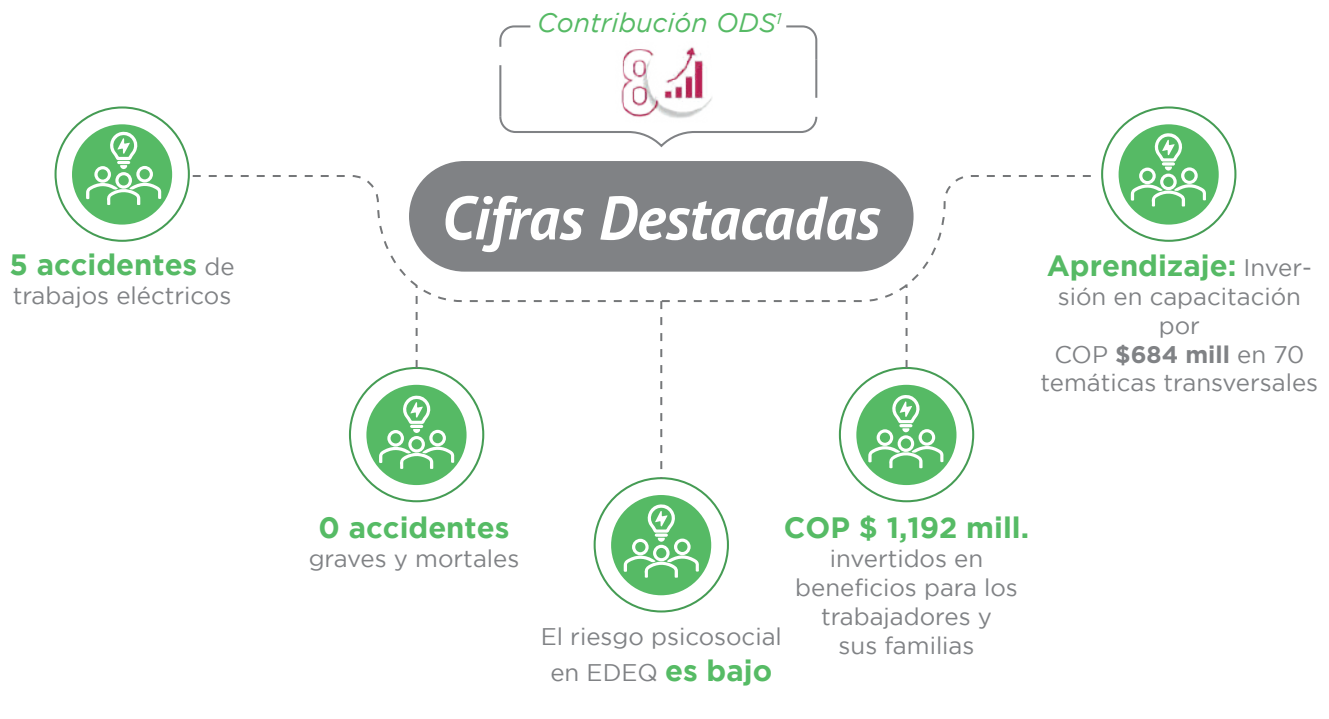 Contribución ODS¹
8
Cifras Destacadas
5 accidentes de
trabajos eléctricos
0 accidentes
graves y mortales
El riesgo psicosocial
en EDEQ es bajo
COP $ 1,192 mill.
invertidos en
beneficios para los
trabajadores y
sus familias
Aprendizaje: Inver-
sión en capacitación
por
COP $684 mill en 70
temáticas transversales